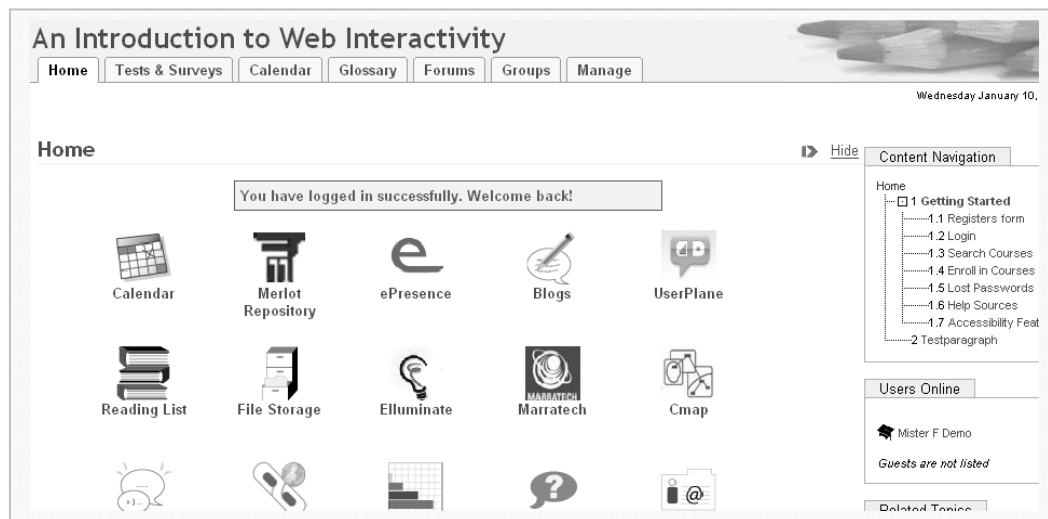 An Introduction to Web Interactivity
Home Tests & Surveys Calendar Glossary Forums Groups Manage
Wednesday January 10,
Home
Hide
You have logged in successfully. Welcome back!
Calendar
Merlot
Repository
ePresence
Blogs
UserPlane
Reading List
File Storage
Elluminate
MARRATECH
Marratech
Cmap
Content Navigation
Home
1 Getting Started
1.1 Registers form
1.2 Login
1.3 Search Courses
1.4 Enroll in Courses
1.5 Lost Passwords
1.6 Help Sources
1.7 Accessibility Feat
2 Testparagraph
Users Online
Mister F Demo
Guests are not listed
Related Topics